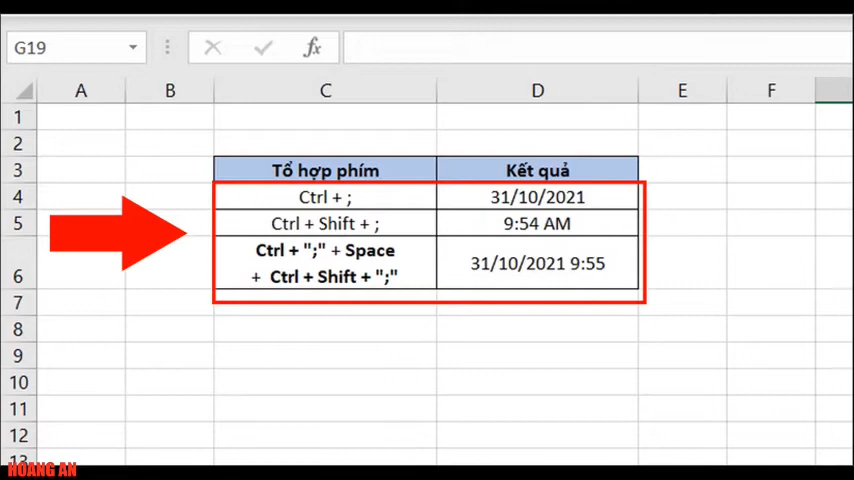 G19
fx
A B C D E F
1
2
3 Tổ hợp phím Kết quả
4 Ctrl + ; 31/10/2021
5 Ctrl + Shift + ; 9:54 AM
Ctrl + ";" + Space
6 + Ctrl + Shift + ";" 31/10/2021 9:55
7
8
9
10
11
12
13
HOANG AN